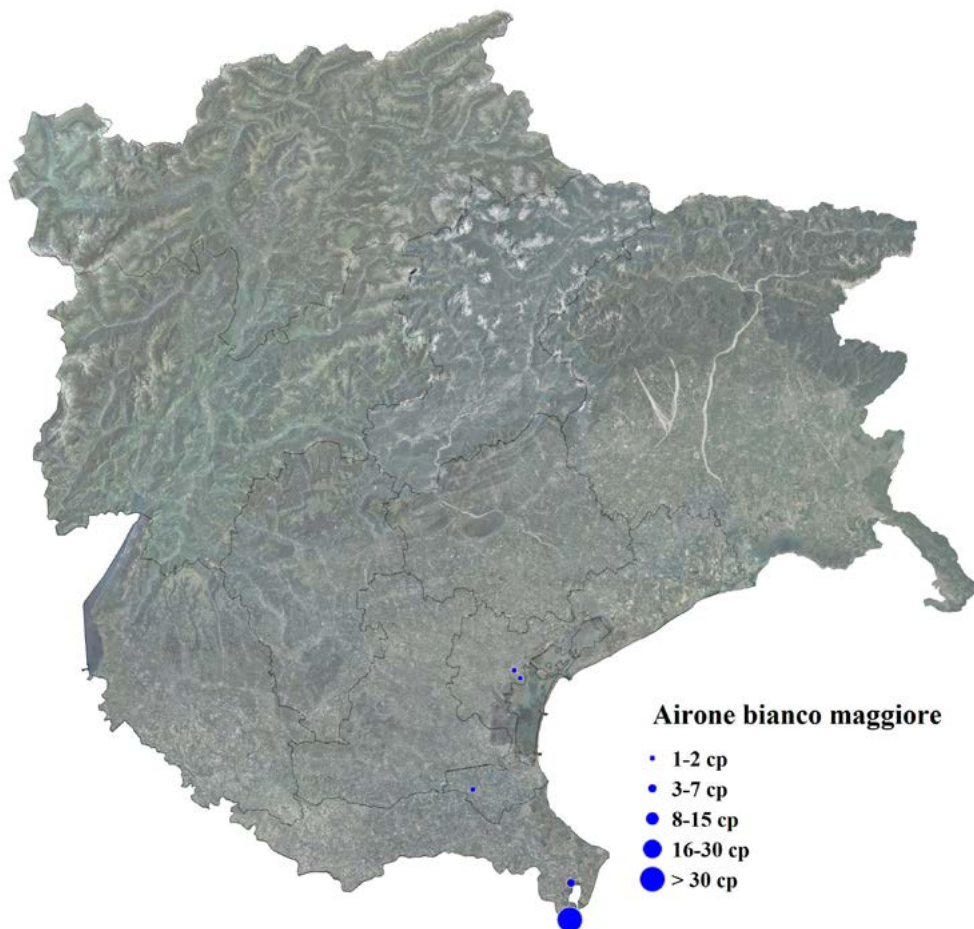 Airone bianco maggiore
1-2 cp
3-7 cp
8-15 cp
16-30 cp
> 30 cp